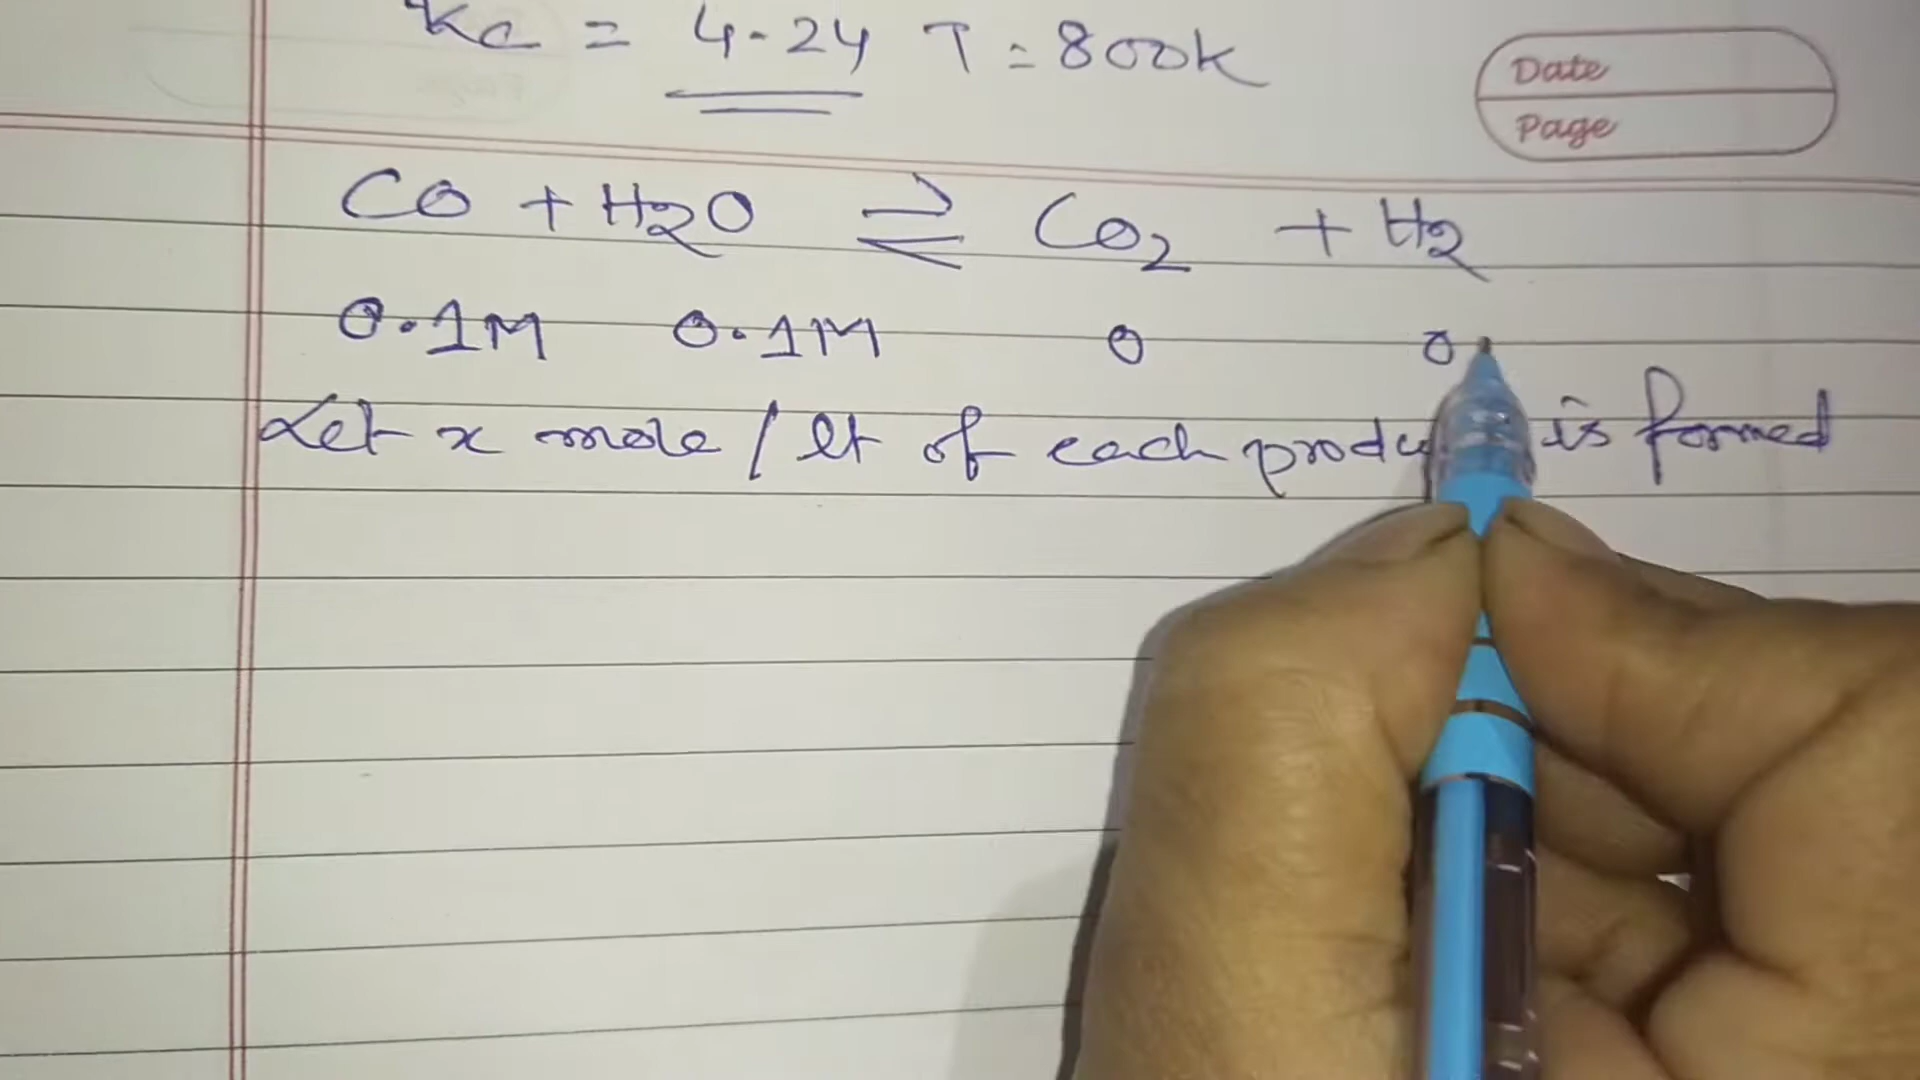 Kc = 4.24 T = 800K
Date
Page
CO + H2O ⇌ CO2 + H2
0.1M 0.1M 0 0
Let x mole / lt of each is formed